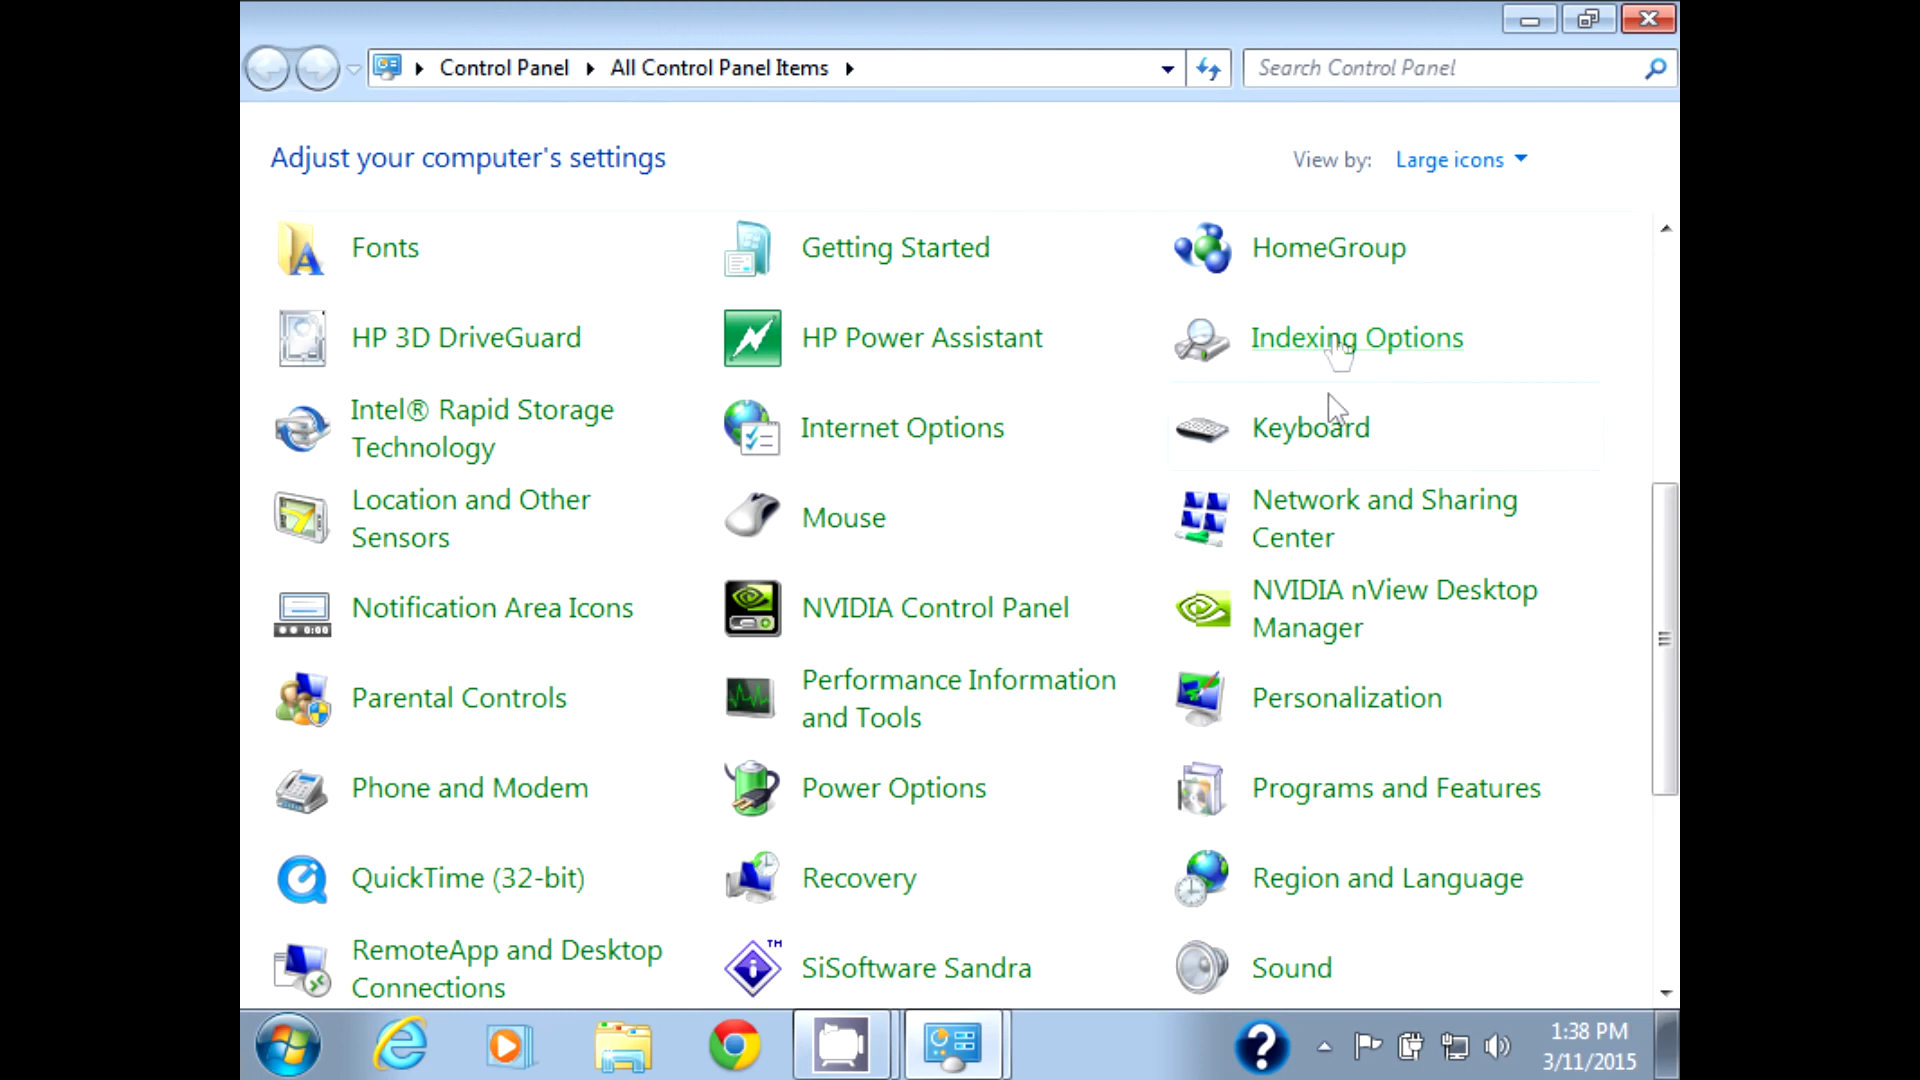 Control Panel
All Control Panel Items
Search Control Panel
Adjust your computer's settings
View by:
Large icons
Fonts
Getting Started
HomeGroup
HP 3D DriveGuard
HP Power Assistant
Indexing Options
Intel® Rapid Storage
Technology
Internet Options
Keyboard
Location and Other
Sensors
Mouse
Network and Sharing
Center
Notification Area Icons
NVIDIA Control Panel
NVIDIA nView Desktop
Manager
Parental Controls
Performance Information
and Tools
Personalization
Phone and Modem
Power Options
Programs and Features
QuickTime (32-bit)
Recovery
Region and Language
RemoteApp and Desktop
Connections
TM
SiSoftware Sandra
Sound
1:38 PM
3/11/2015